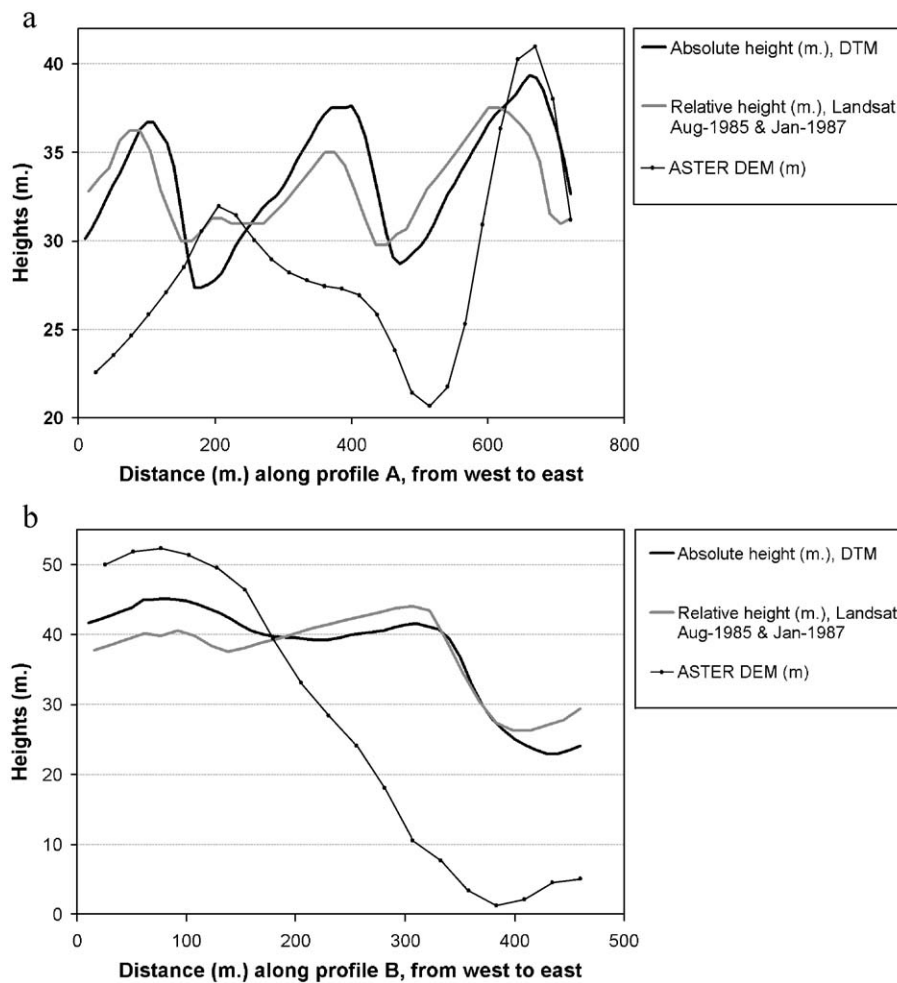 a
40
35
30
25
20
Heights (m.)
0
200
400
600
800
Distance (m.) along profile A, from west to east
Absolute height (m.), DTM
Relative height (m.), Landsat
Aug-1985 & Jan-1987
ASTER DEM (m)
b
50
40
30
20
10
0
Heights (m.)
0
100
200
300
400
500
Distance (m.) along profile B, from west to east
Absolute height (m.), DTM
Relative height (m.), Landsat
Aug-1985 & Jan-1987
ASTER DEM (m)